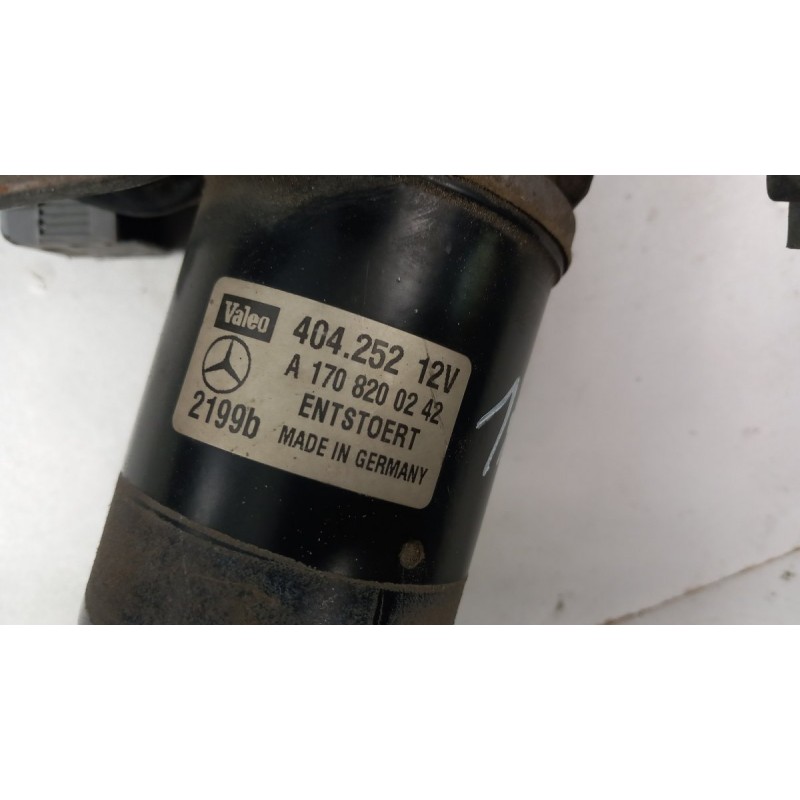 Valeo 404.252 12V
A 170 820 02 42
2199b ENTSTOERT
MADE IN GERMANY